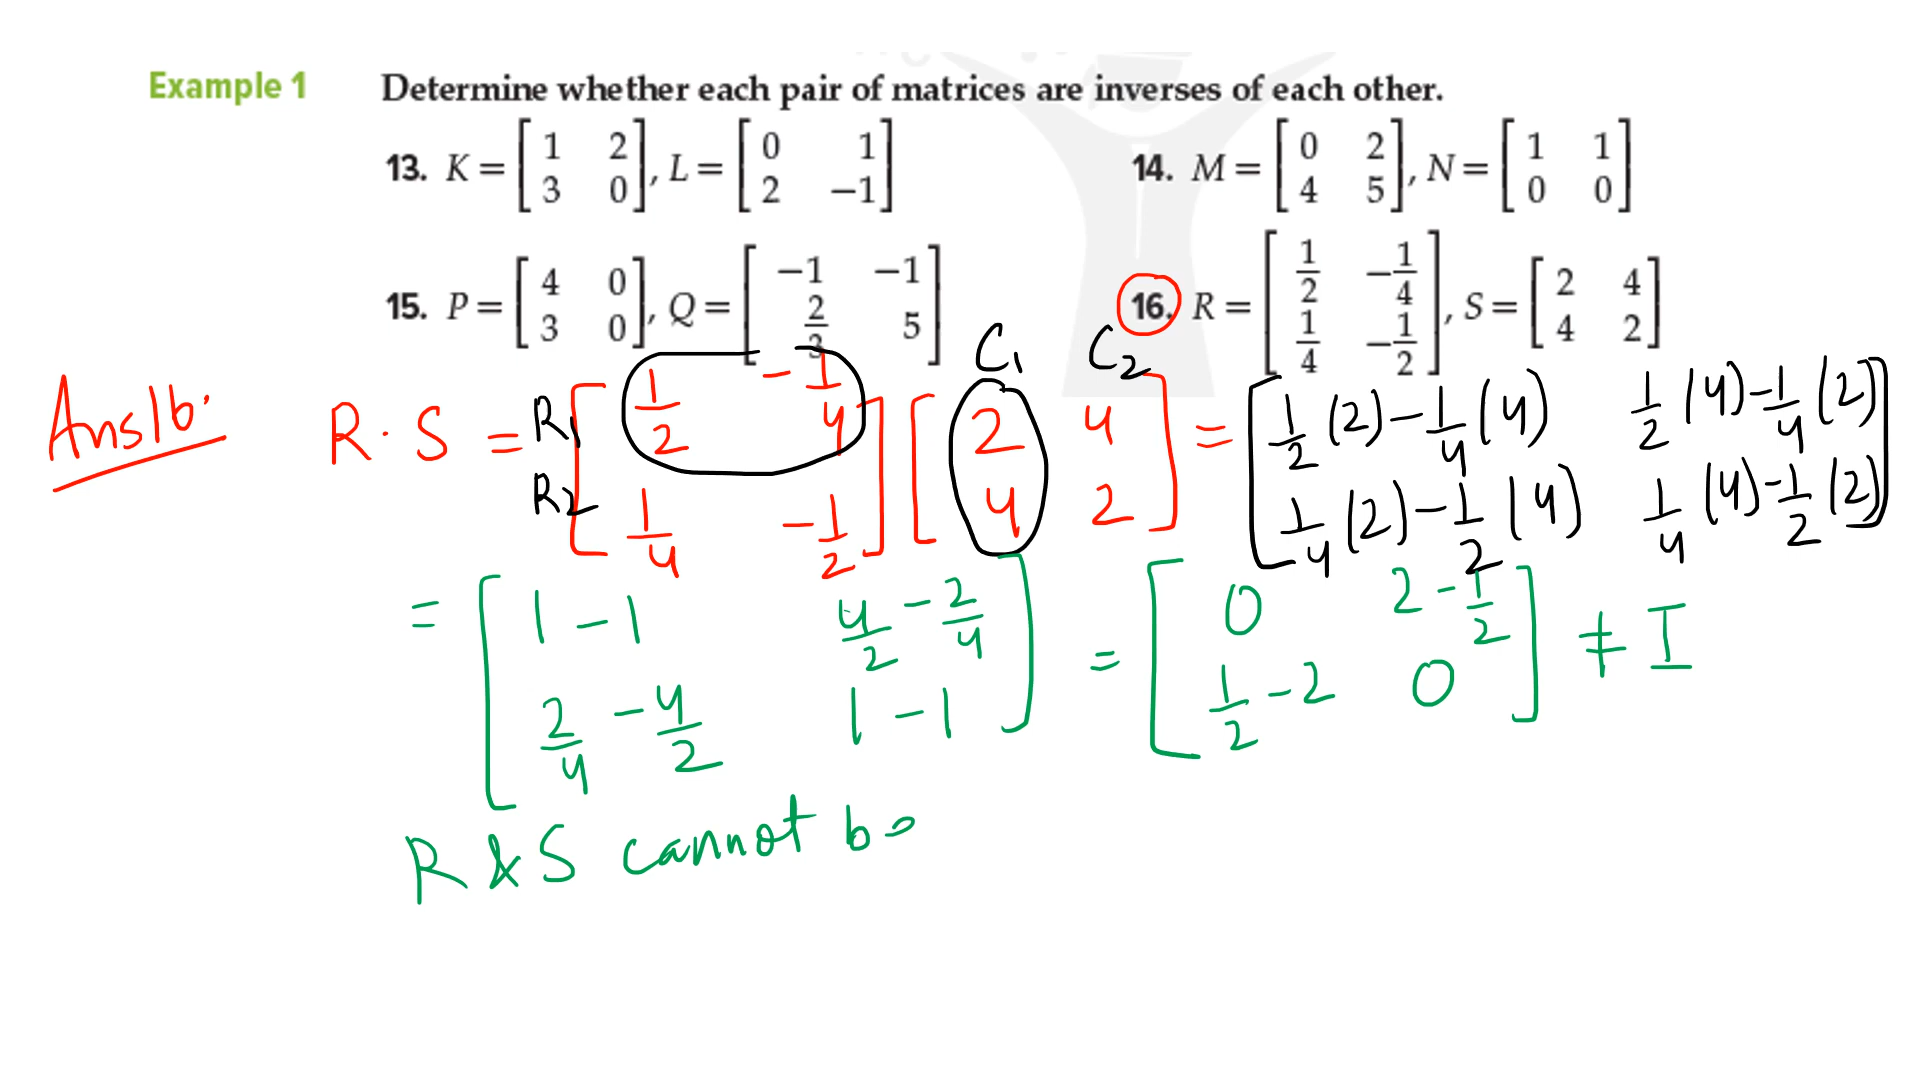 Example 1 Determine whether each pair of matrices are inverses of each other.
13. K = [1 2; 3 0], L = [0 1; 2 −1] 14. M = [0 2; 4 5], N = [1 1; 0 0]
15. P = [4 0; 3 0], Q = [−1 −1; 2/3 5] 16. R = [1/2 −1/4; 1/4 −1/2], S = [2 4; 4 2]
C1 C2
Ans16: R · S = R1 R2 [1/2 −1/4; 1/4 −1/2] [2 4; 4 2] = [1/2(2)−1/4(4) 1/2(4)−1/4(2); 1/4(2)−1/2(4) 1/4(4)−1/2(2)]
= [1−1 4/2−2/4; 2/4−4/2 1−1] = [0 2−1/2; 1/2−2 0] ≠ I
R & S cannot be